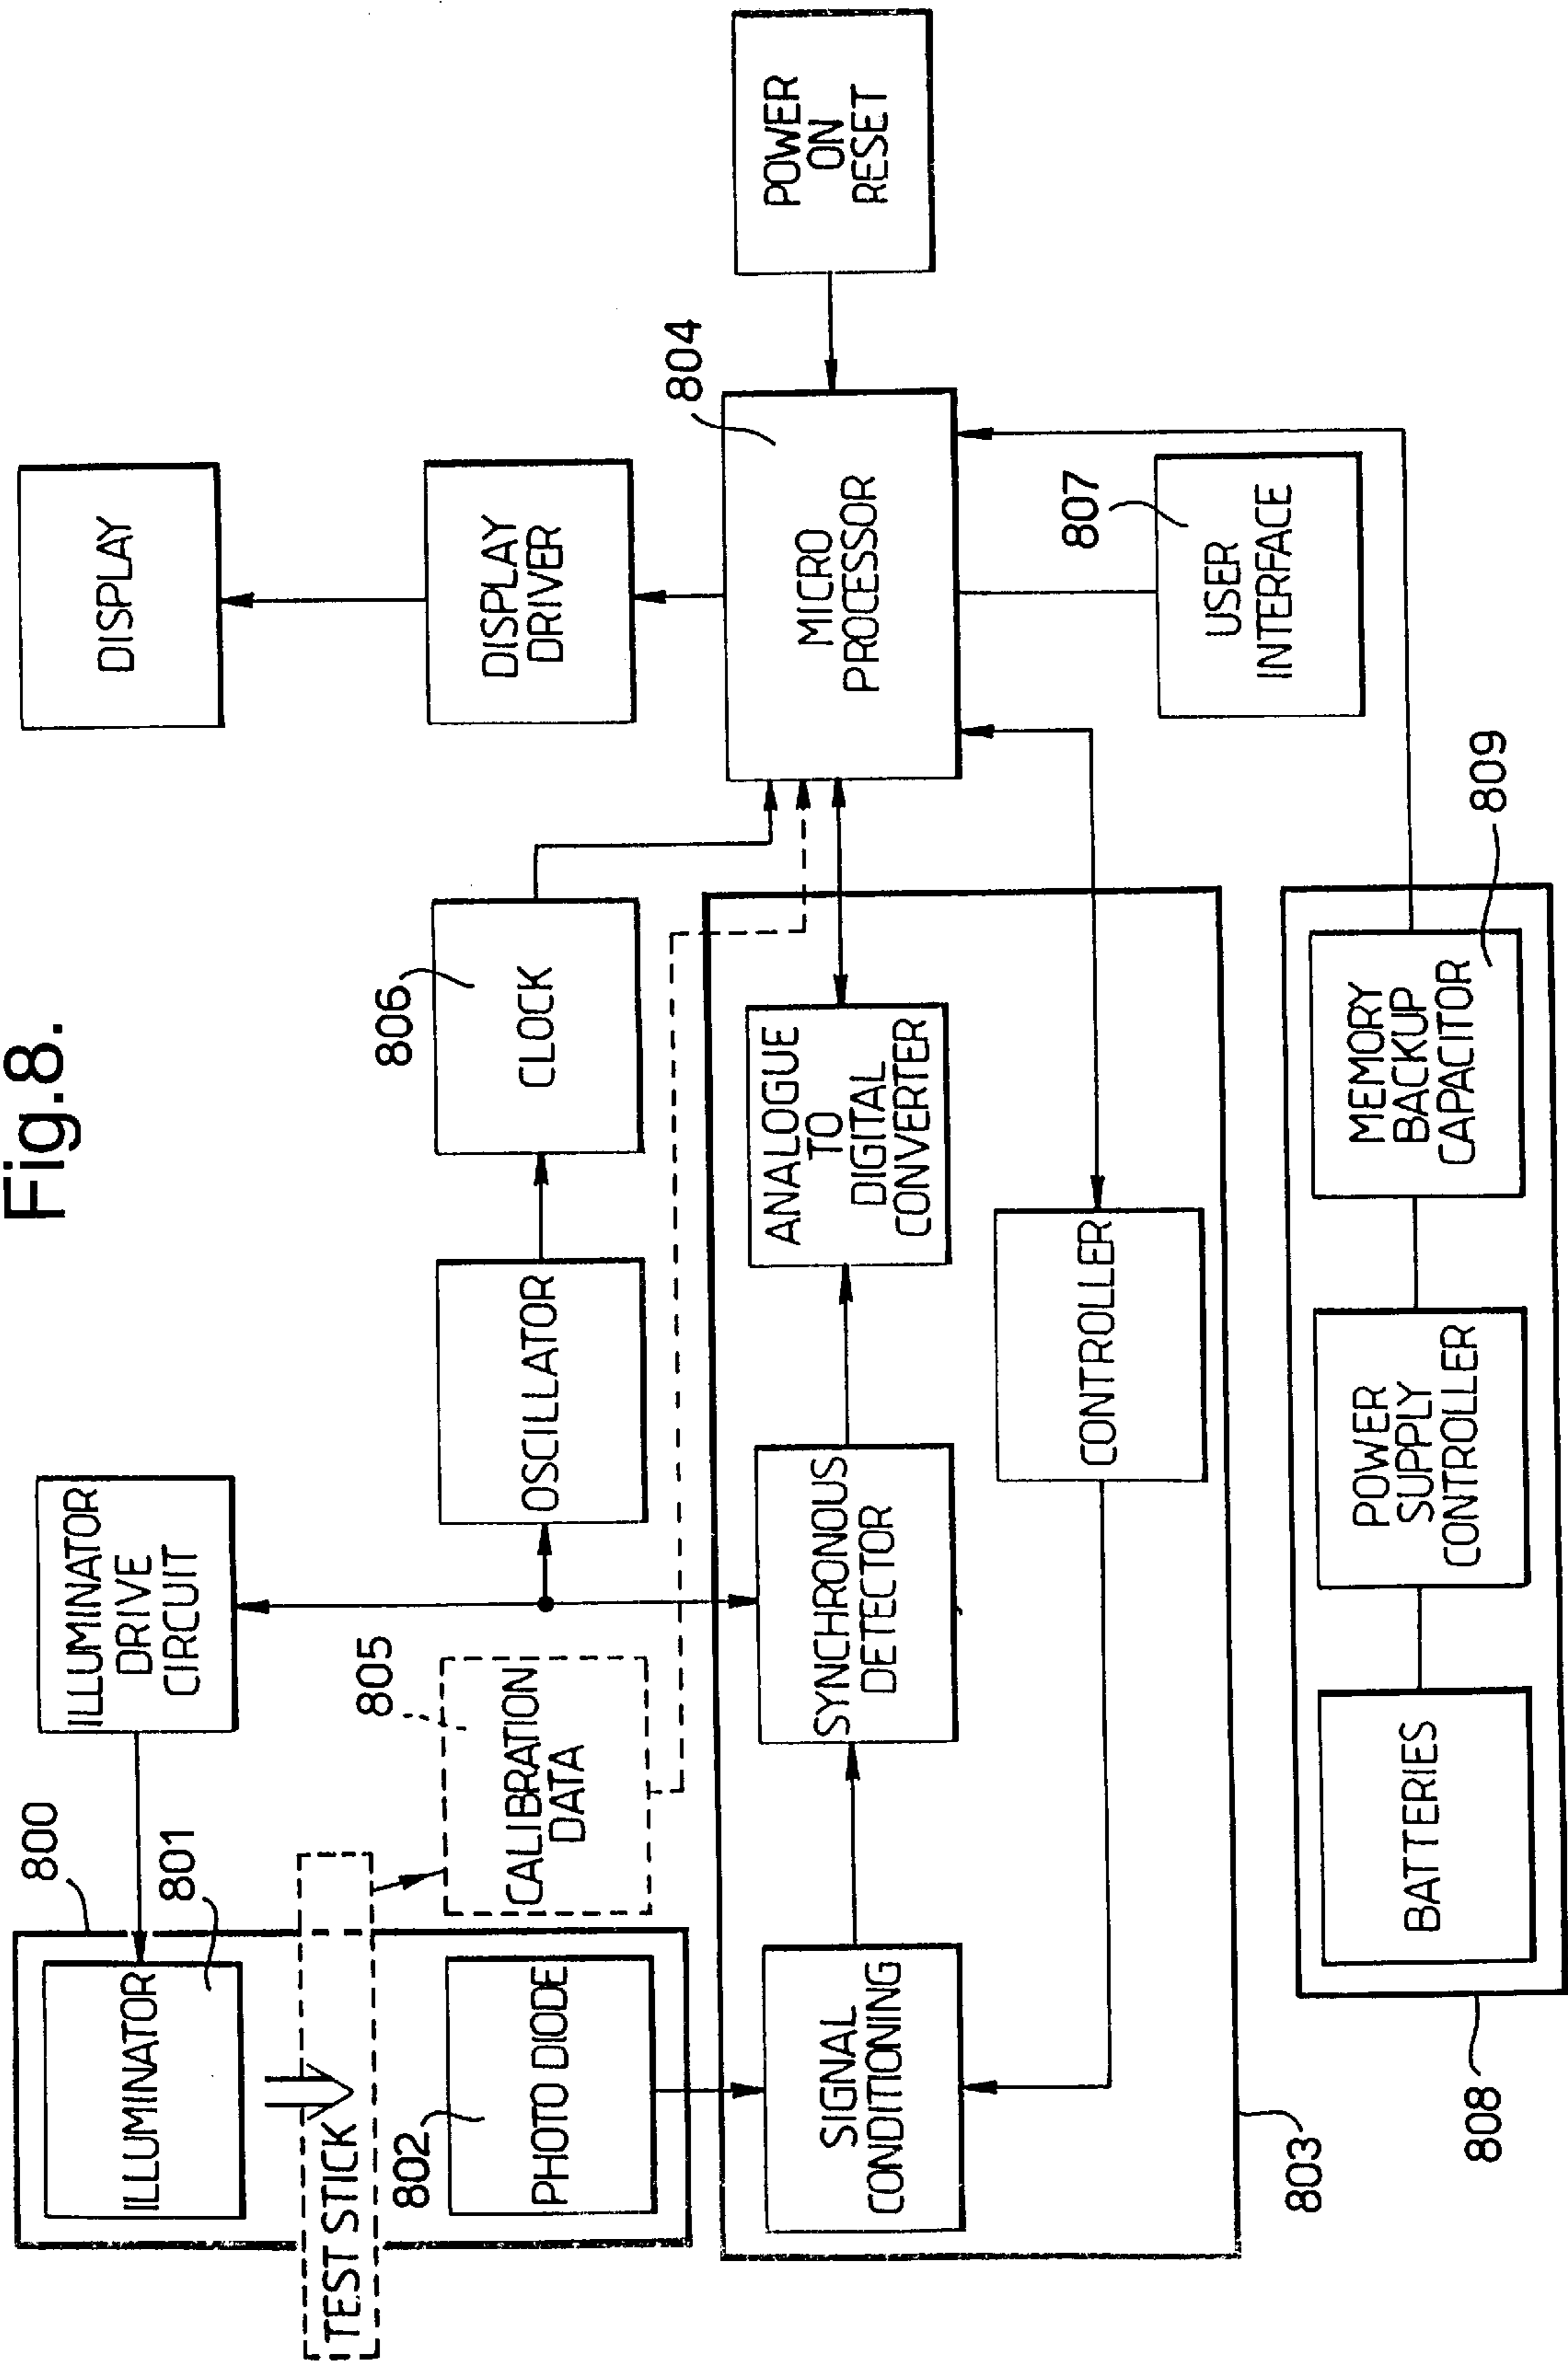 Fig.8.
800
ILLUMINATOR
801
ILLUMINATOR
DRIVE
CIRCUIT
DISPLAY
TEST STICK
802
PHOTO DIODE
805
CALIBRATION
DATA
OSCILLATOR
806
CLOCK
DISPLAY
DRIVER
804
MICRO
PROCESSOR
POWER
ON
RESET
SIGNAL
CONDITIONING
SYNCHRONOUS
DETECTOR
ANALOGUE
TO
DIGITAL
CONVERTER
CONTROLLER
803
807
USER
INTERFACE
808
BATTERIES
POWER
SUPPLY
CONTROLLER
MEMORY
BACKUP
CAPACITOR
809